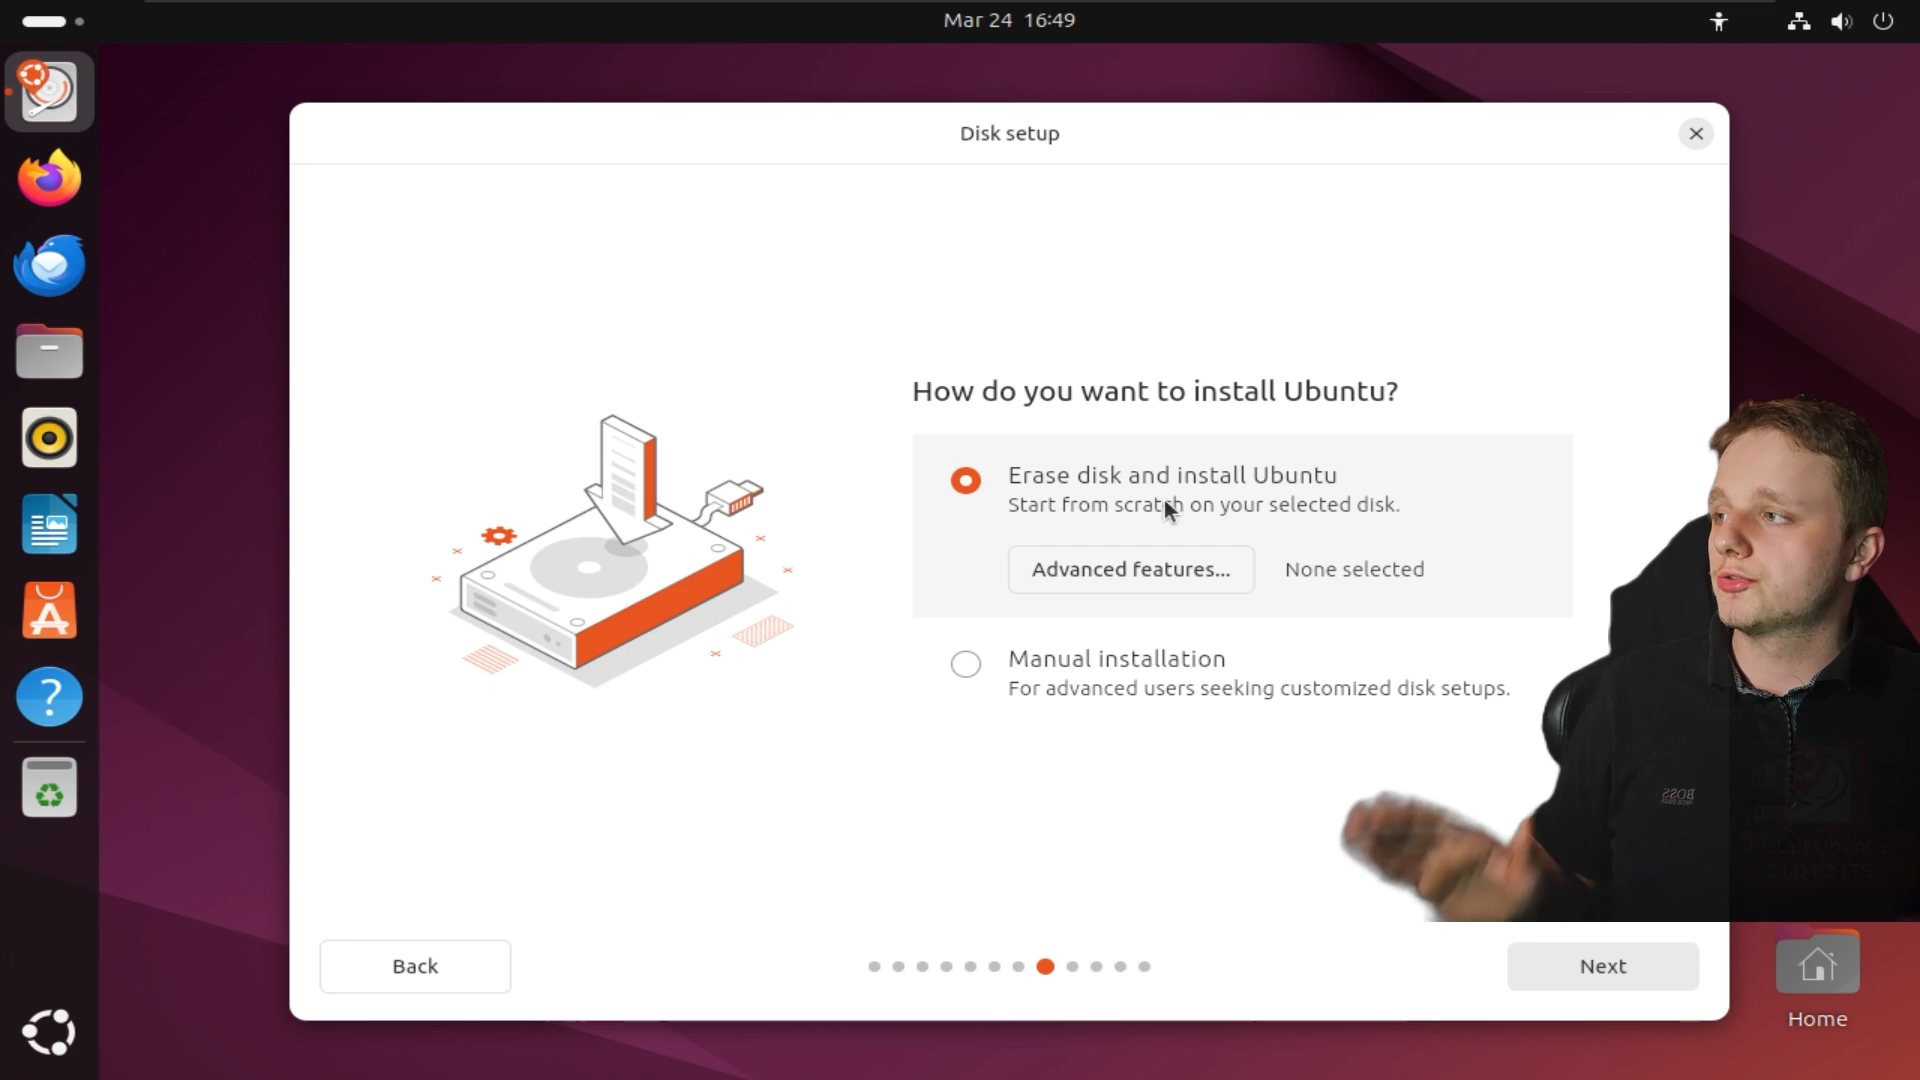 Mar 24 16:49
Disk setup
How do you want to install Ubuntu?
Erase disk and install Ubuntu
Start from scratch on your selected disk.
Advanced features...
None selected
Manual installation
For advanced users seeking customized disk setups.
BOSS
Back
Next
Home